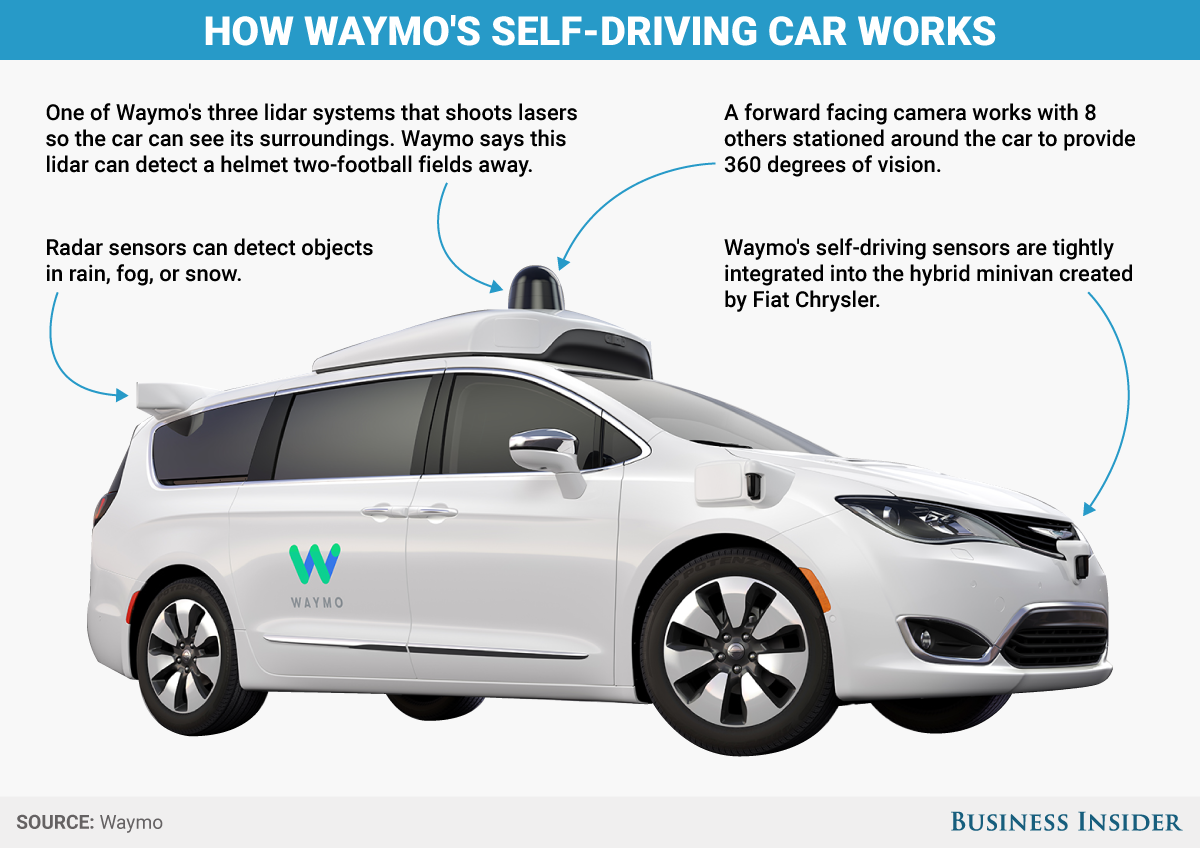 HOW WAYMO'S SELF-DRIVING CAR WORKS
One of Waymo's three lidar systems that shoots lasers
so the car can see its surroundings. Waymo says this
lidar can detect a helmet two-football fields away.
A forward facing camera works with 8
others stationed around the car to provide
360 degrees of vision.
Radar sensors can detect objects
in rain, fog, or snow.
Waymo's self-driving sensors are tightly
integrated into the hybrid minivan created
by Fiat Chrysler.
WAYMO
POTENZA
SOURCE: Waymo
BUSINESS INSIDER